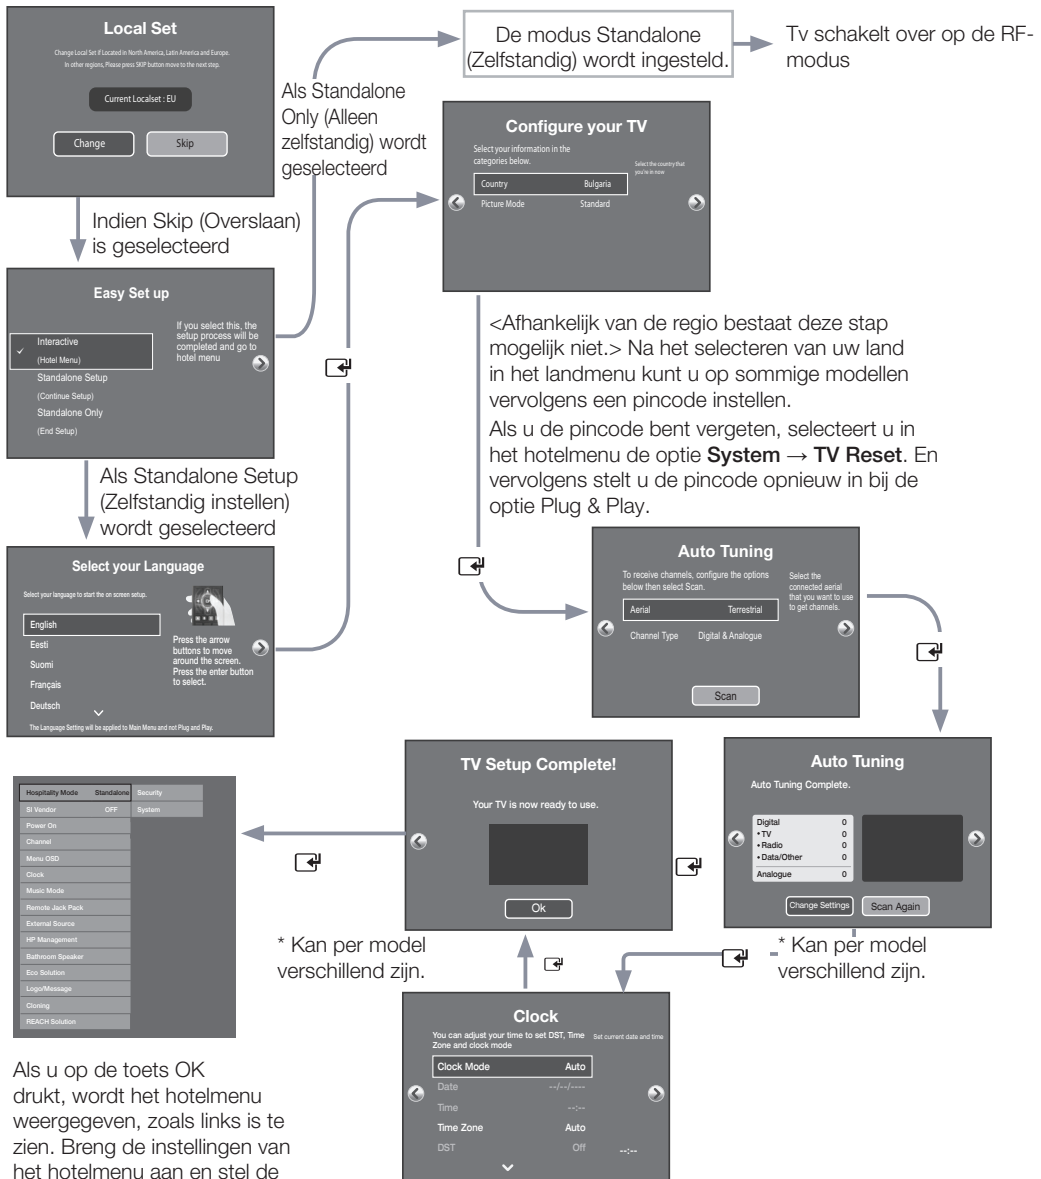 Local Set
Change Local Set if Located in North America, Latin America and Europe.
In other regions, Please press SKIP button move to the next step.
Current Localset : EU
Change
Skip
De modus Standalone
(Zelfstandig) wordt ingesteld.
Tv schakelt over op de RF-
modus
Als Standalone
Only (Alleen
zelfstandig) wordt
geselecteerd
Configure your TV
Select your information in the
categories below.
Select the country that
you're in now
Country Bulgaria
Picture Mode Standard
Indien Skip (Overslaan)
is geselecteerd
Easy Set up
Interactive
(Hotel Menu)
Standalone Setup
(Continue Setup)
Standalone Only
(End Setup)
If you select this, the
setup process will be
completed and go to
hotel menu
<Afhankelijk van de regio bestaat deze stap
mogelijk niet.> Na het selecteren van uw land
in het landmenu kunt u op sommige modellen
vervolgens een pincode instellen.
Als u de pincode bent vergeten, selecteert u in
het hotelmenu de optie System → TV Reset. En
vervolgens stelt u de pincode opnieuw in bij de
optie Plug & Play.
Als Standalone Setup
(Zelfstandig instellen)
wordt geselecteerd
Select your Language
Select your language to start the on screen setup.
English
Eesti
Suomi
Français
Deutsch
Press the arrow
buttons to move
around the screen.
Press the enter button
to select.
The Language Setting will be applied to Main Menu and not Plug and Play.
Auto Tuning
To receive channels, configure the options
below then select Scan.
Select the
connected aerial
that you want to use
to get channels.
Aerial Terrestrial
Channel Type Digital & Analogue
Scan
Auto Tuning
Auto Tuning Complete.
Digital 0
• TV 0
• Radio 0
• Data/Other 0
Analogue 0
Change Settings
Scan Again
* Kan per model
verschillend zijn.
TV Setup Complete!
Your TV is now ready to use.
Ok
* Kan per model
verschillend zijn.
Hospitality Mode Standalone Security
SI Vendor OFF System
Power On
Channel
Menu OSD
Clock
Music Mode
Remote Jack Pack
External Source
HP Management
Bathroom Speaker
Eco Solution
Logo/Message
Cloning
REACH Solution
Clock
You can adjust your time to set DST, Time
Zone and clock mode
Set current date and time
Clock Mode Auto
Date --/--/----
Time --:--
Time Zone Auto
DST Off --:--
Als u op de toets OK
drukt, wordt het hotelmenu
weergegeven, zoals links is te
zien. Breng de instellingen van
het hotelmenu aan en stel de